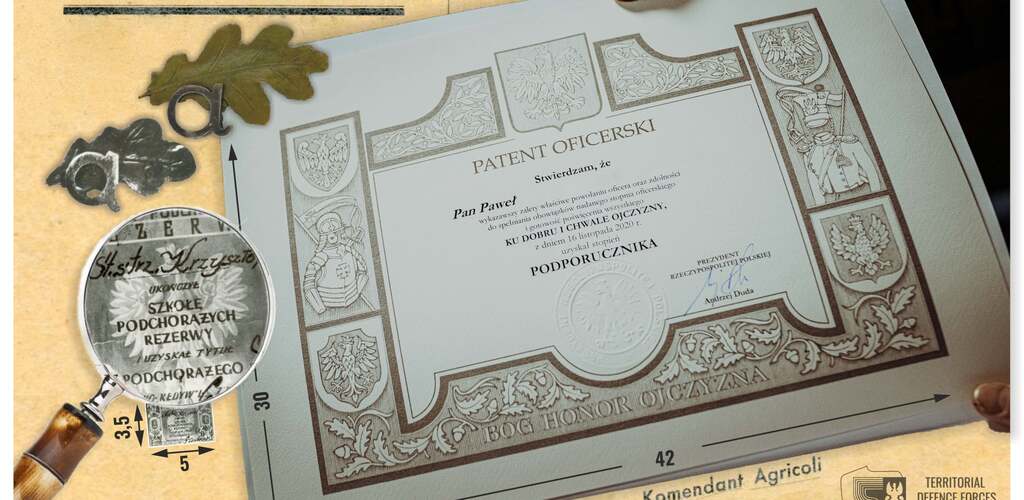 a
a
PATENT OFICERSKI
Stwierdzam, że
Pan Paweł
wykazawszy zalety właściwe powołaniu oficera oraz zdolności
do spełniania obowiązków nadanego stopnia oficerskiego
i gotowość poświęcenia wszystkiego
KU DOBRU I CHWALE OJCZYZNY,
z dniem 16 listopada 2020 r.
uzyskał stopień
PODPORUCZNIKA
PREZYDENT
RZECZYPOSPOLITEJ POLSKIEJ
Andrzej Duda
BÓG HONOR OJCZYZNA
St. strz. Krzyszto
UKOŃCZYŁ
SZKOŁĘ
PODCHORĄŻYCH
REZERWY
I UZYSKAŁ TYTUŁ
PODCHORĄŻEGO
3,5
5
30
42
Komendant Agricoli
TERRITORIAL
DEFENCE FORCES